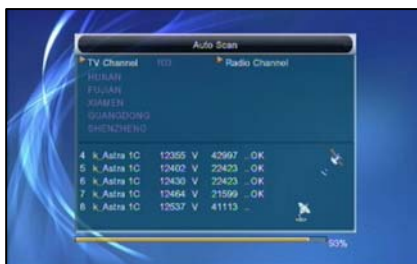 Auto Scan
TV Channel 103 Radio Channel
HUNAN
FUJIAN
XIAMEN
GUANGDONG
SHENZHENG
4 k_Astra 1C 12355 V 42997 ..OK
5 k_Astra 1C 12402 V 22423 ..OK
6 k_Astra 1C 12430 V 22423 ..OK
7 k_Astra 1C 12464 V 21599 ..OK
8 k_Astra 1C 12537 V 41113 ..
93%